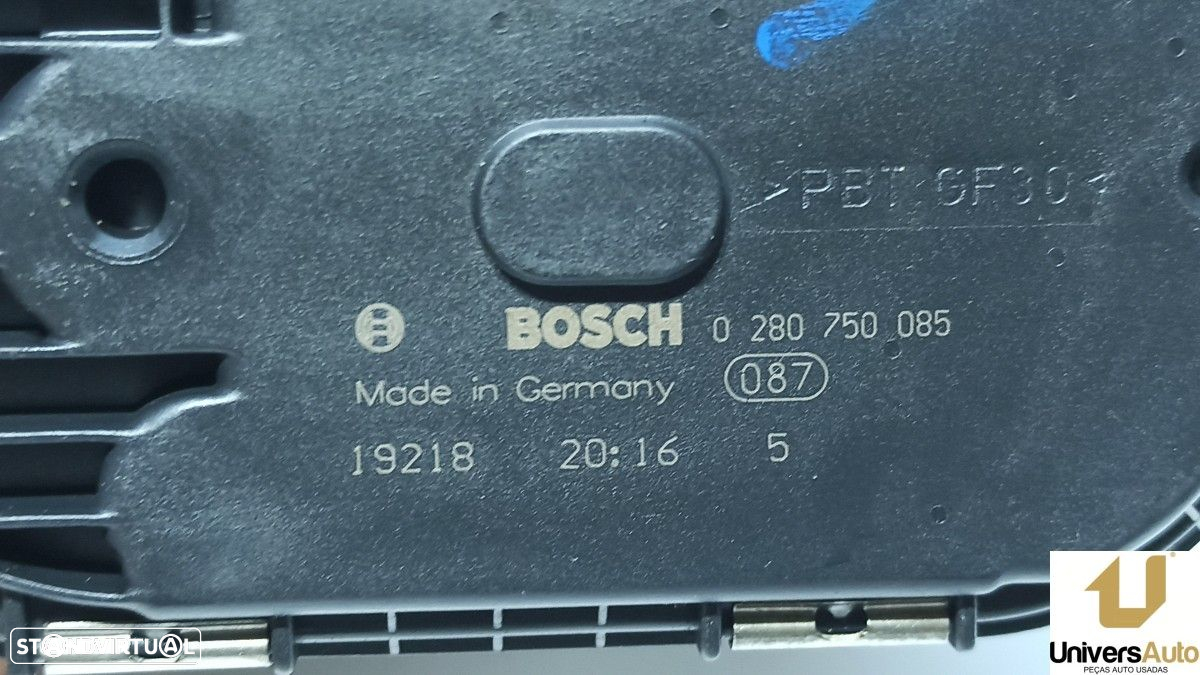 >PBT GF30<
BOSCH 0 280 750 085
Made in Germany 087
19218 20:16 5
STANDVIRTUAL
UniversAuto
PEÇAS AUTO USADAS